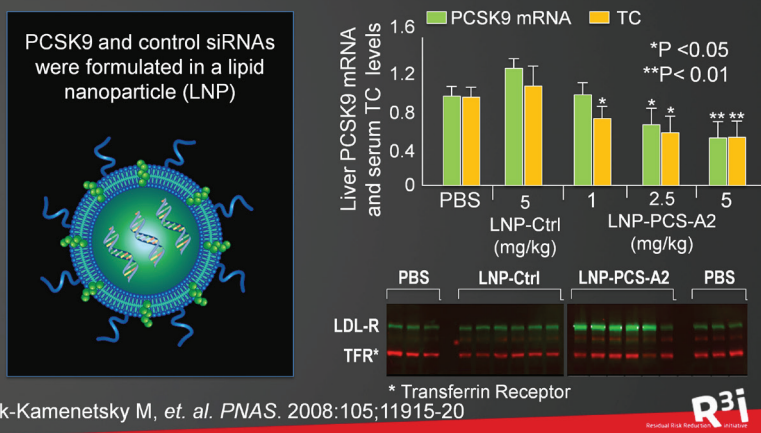 PCSK9 and control siRNAs
were formulated in a lipid
nanoparticle (LNP)
Liver PCSK9 mRNA
and serum TC levels
PCSK9 mRNA TC
*P <0.05
**P< 0.01
1.6
1.2
0.8
0.4
0
* * * ** **
PBS 5 1 2.5 5
LNP-Ctrl LNP-PCS-A2
(mg/kg) (mg/kg)
PBS LNP-Ctrl LNP-PCS-A2 PBS
LDL-R
TFR*
* Transferrin Receptor
k-Kamenetsky M, et. al. PNAS. 2008:105;11915-20
R3i
Residual Risk Reduction initiative